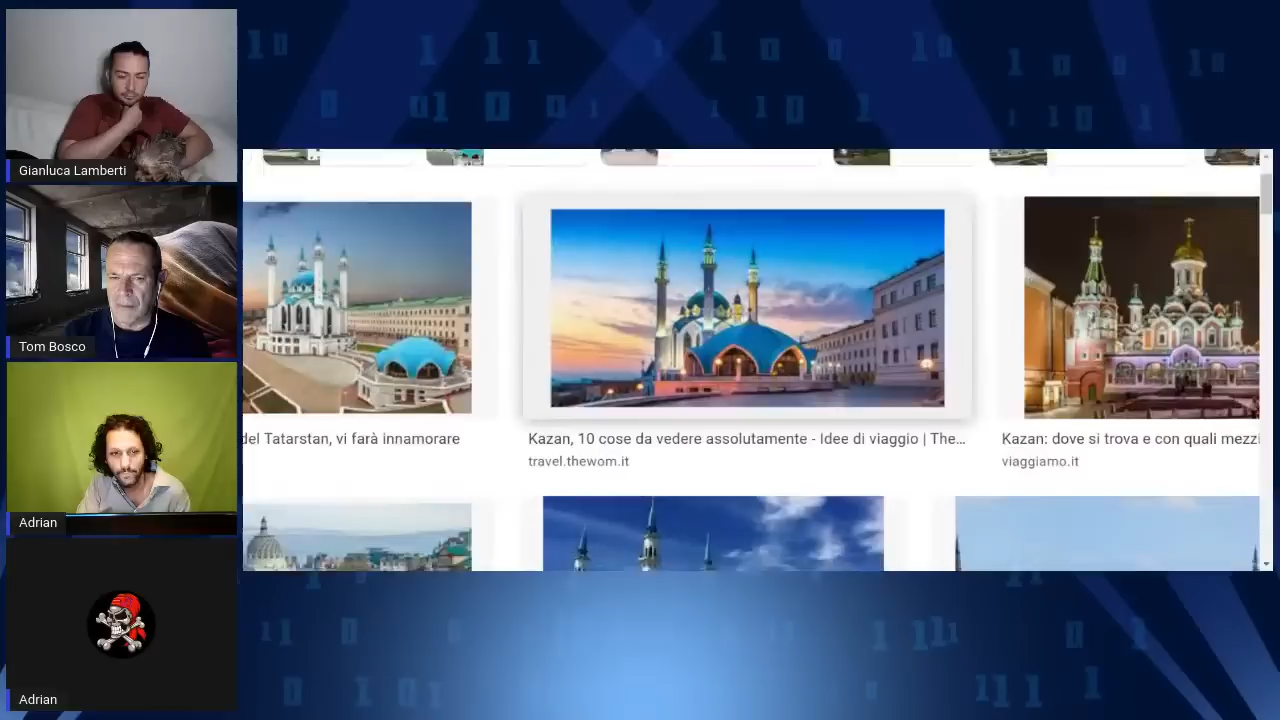 Gianluca Lamberti
Tom Bosco
Adrian
Adrian
del Tatarstan, vi farà innamorare
Kazan, 10 cose da vedere assolutamente - Idee di viaggio | The...
travel.thewom.it
Kazan: dove si trova e con quali mezzi
viaggiamo.it